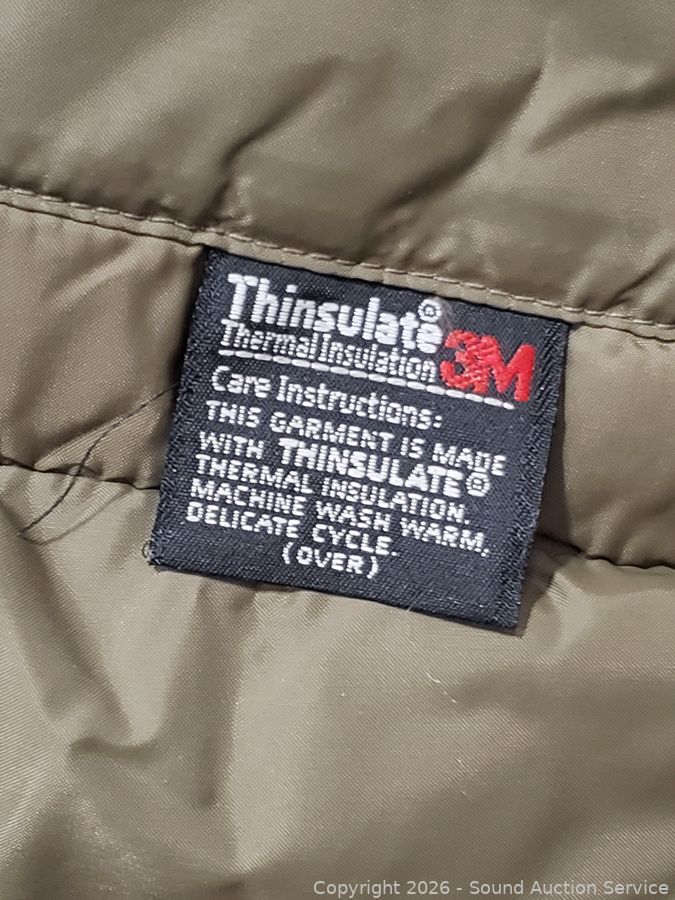 Thinsulate®
Thermal Insulation 3M
Care Instructions:
THIS GARMENT IS MADE
WITH THINSULATE®
THERMAL INSULATION.
MACHINE WASH WARM,
DELICATE CYCLE.
(OVER)
Copyright 2026 - Sound Auction Service